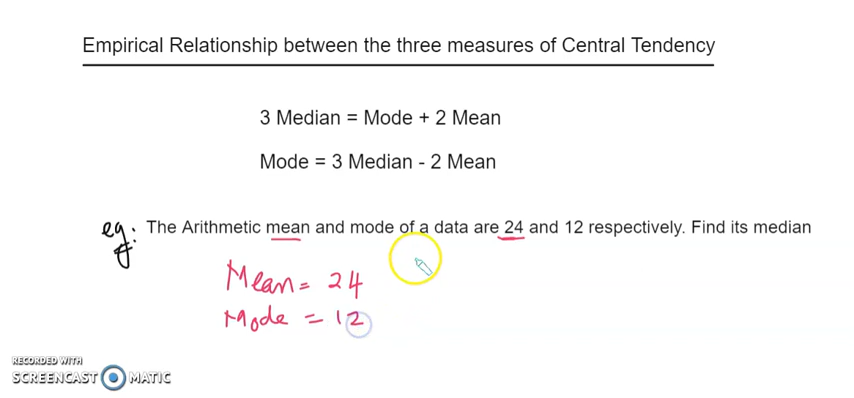 Empirical Relationship between the three measures of Central Tendency
3 Median = Mode + 2 Mean
Mode = 3 Median - 2 Mean
eg: The Arithmetic mean and mode of a data are 24 and 12 respectively. Find its median
Mean = 24
Mode = 12
RECORDED WITH
SCREENCAST MATIC